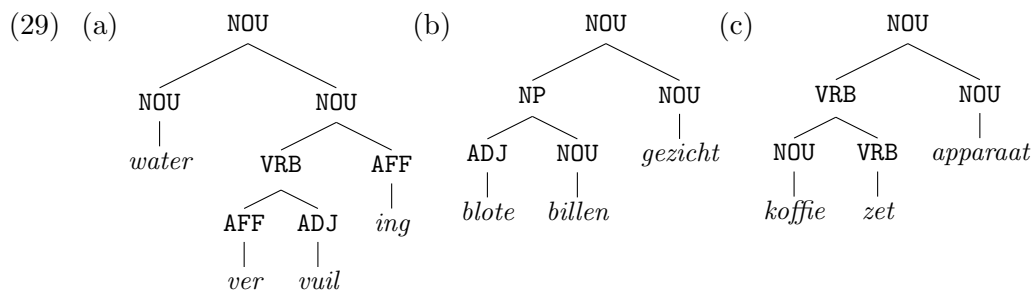 (29) (a) NOU (b) NOU (c) NOU
NOU NOU NP NOU VRB NOU
water VRB AFF ADJ NOU gezicht NOU VRB apparaat
AFF ADJ ing blote billen koffie zet
ver vuil